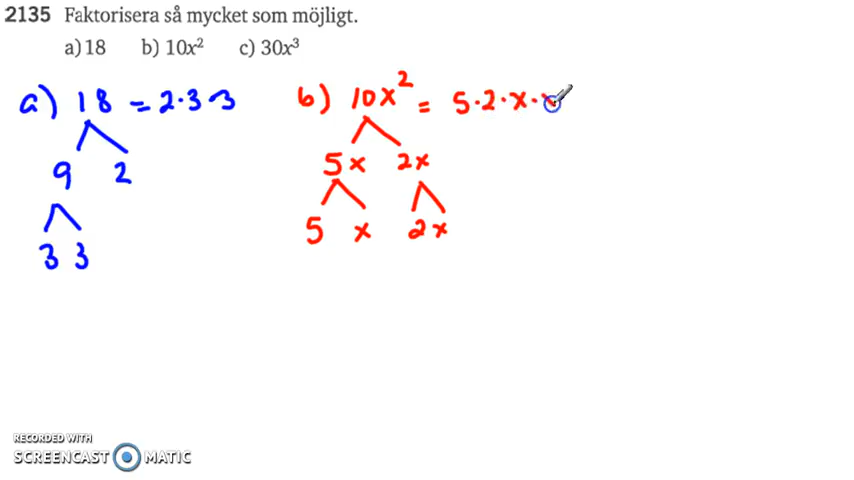 2135 Faktorisera så mycket som möjligt.
a) 18 b) 10x² c) 30x³
a) 18 = 2·3·3
9 2
3 3
b) 10x² = 5·2·x·x
5x 2x
5 x 2 x
RECORDED WITH
SCREENCAST MATIC